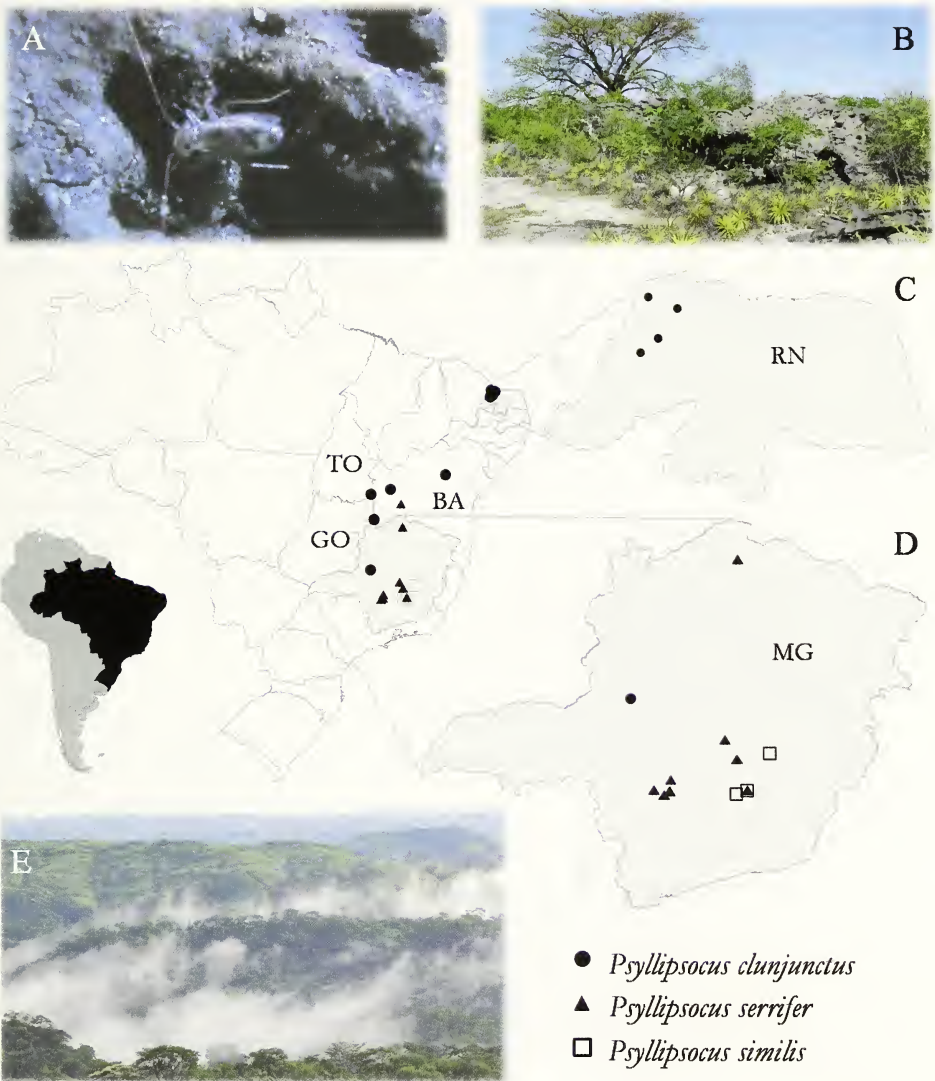 A
B
C
RN
TO
BA
GO
D
MG
E
Psyllipsocus clunjunctus
Psyllipsocus serrifer
Psyllipsocus similis